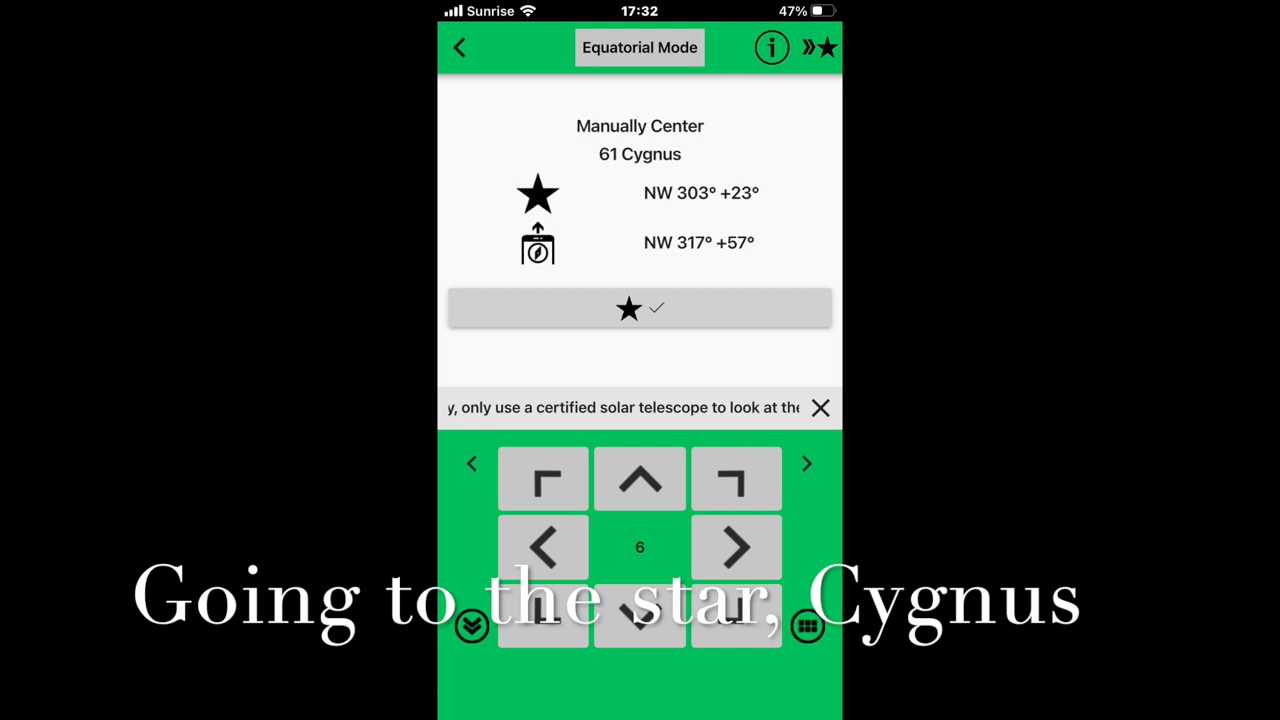 Sunrise 17:32 47%
Equatorial Mode
Manually Center
61 Cygnus
NW 303° +23°
NW 317° +57°
y, only use a certified solar telescope to look at the
6
Going to the star, Cygnus